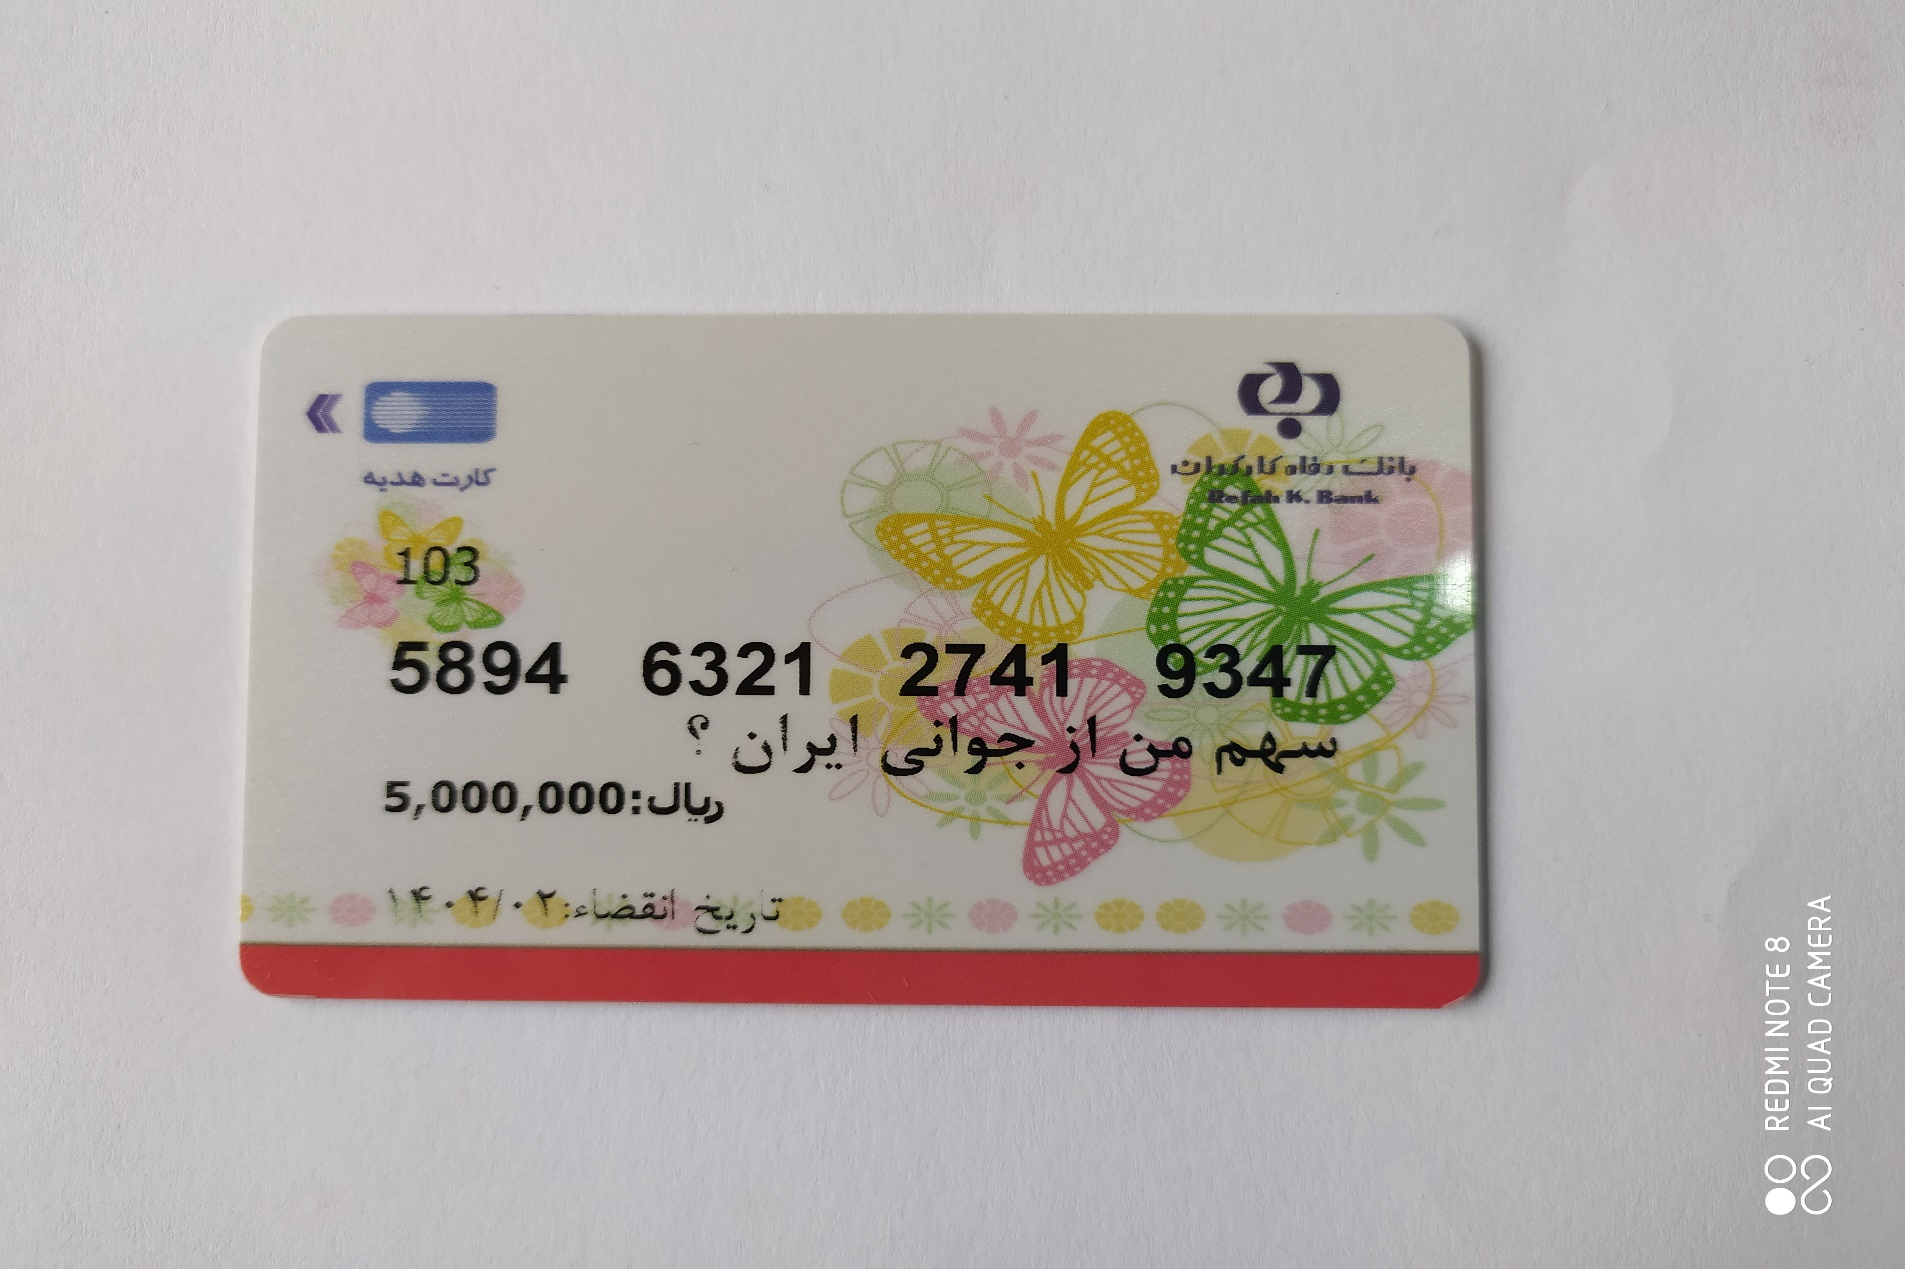 بانک رفاه کارگران
Refah K. Bank
کارت هدیه
103
5894 6321 2741 9347
سهم من از جوانی ایران ؟
ریال:5,000,000
تاریخ انقضاء:۱۴۰۴/۰۲
REDMI NOTE 8
AI QUAD CAMERA